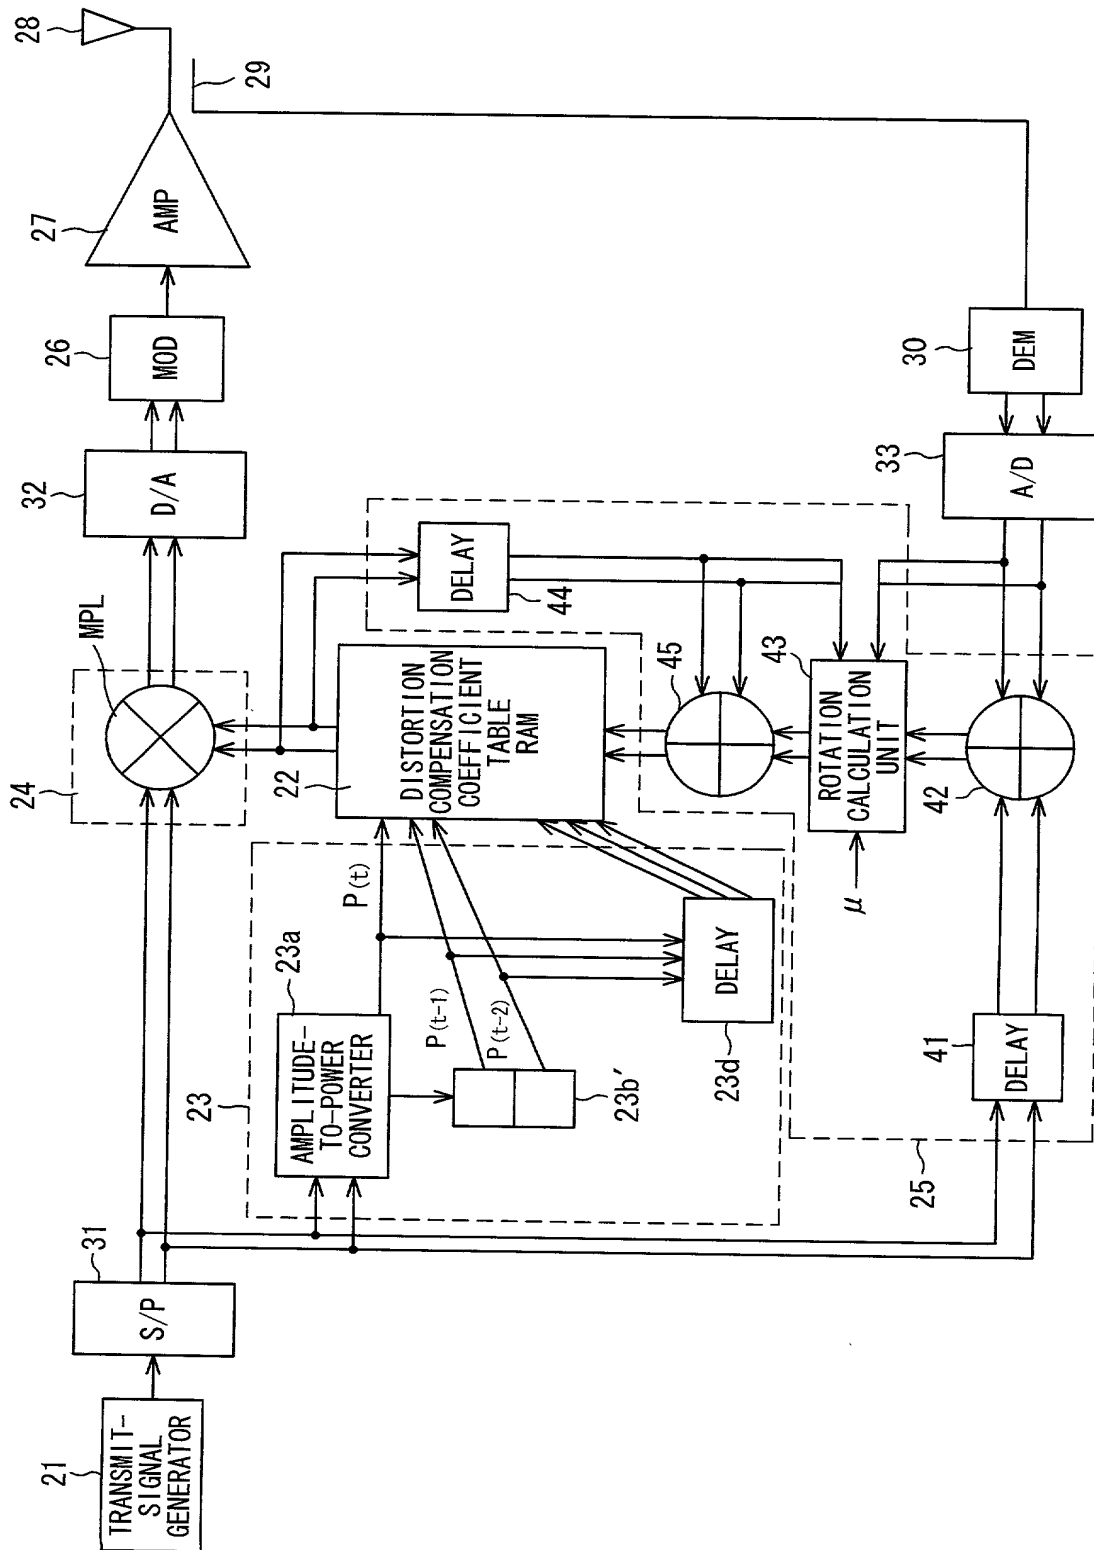 21
TRANSMIT-
SIGNAL
GENERATOR
31
S/P
24
MPL
32
D/A
26
MOD
27
AMP
28
29
23
23a
AMPLITUDE-
TO-POWER
CONVERTER
P(t)
P(t-1)
P(t-2)
23b′
23d
DELAY
22
DISTORTION
COMPENSATION
COEFFICIENT
TABLE
RAM
DELAY
44
45
43
ROTATION
CALCULATION
UNIT
μ
42
25
41
DELAY
33
A/D
30
DEM